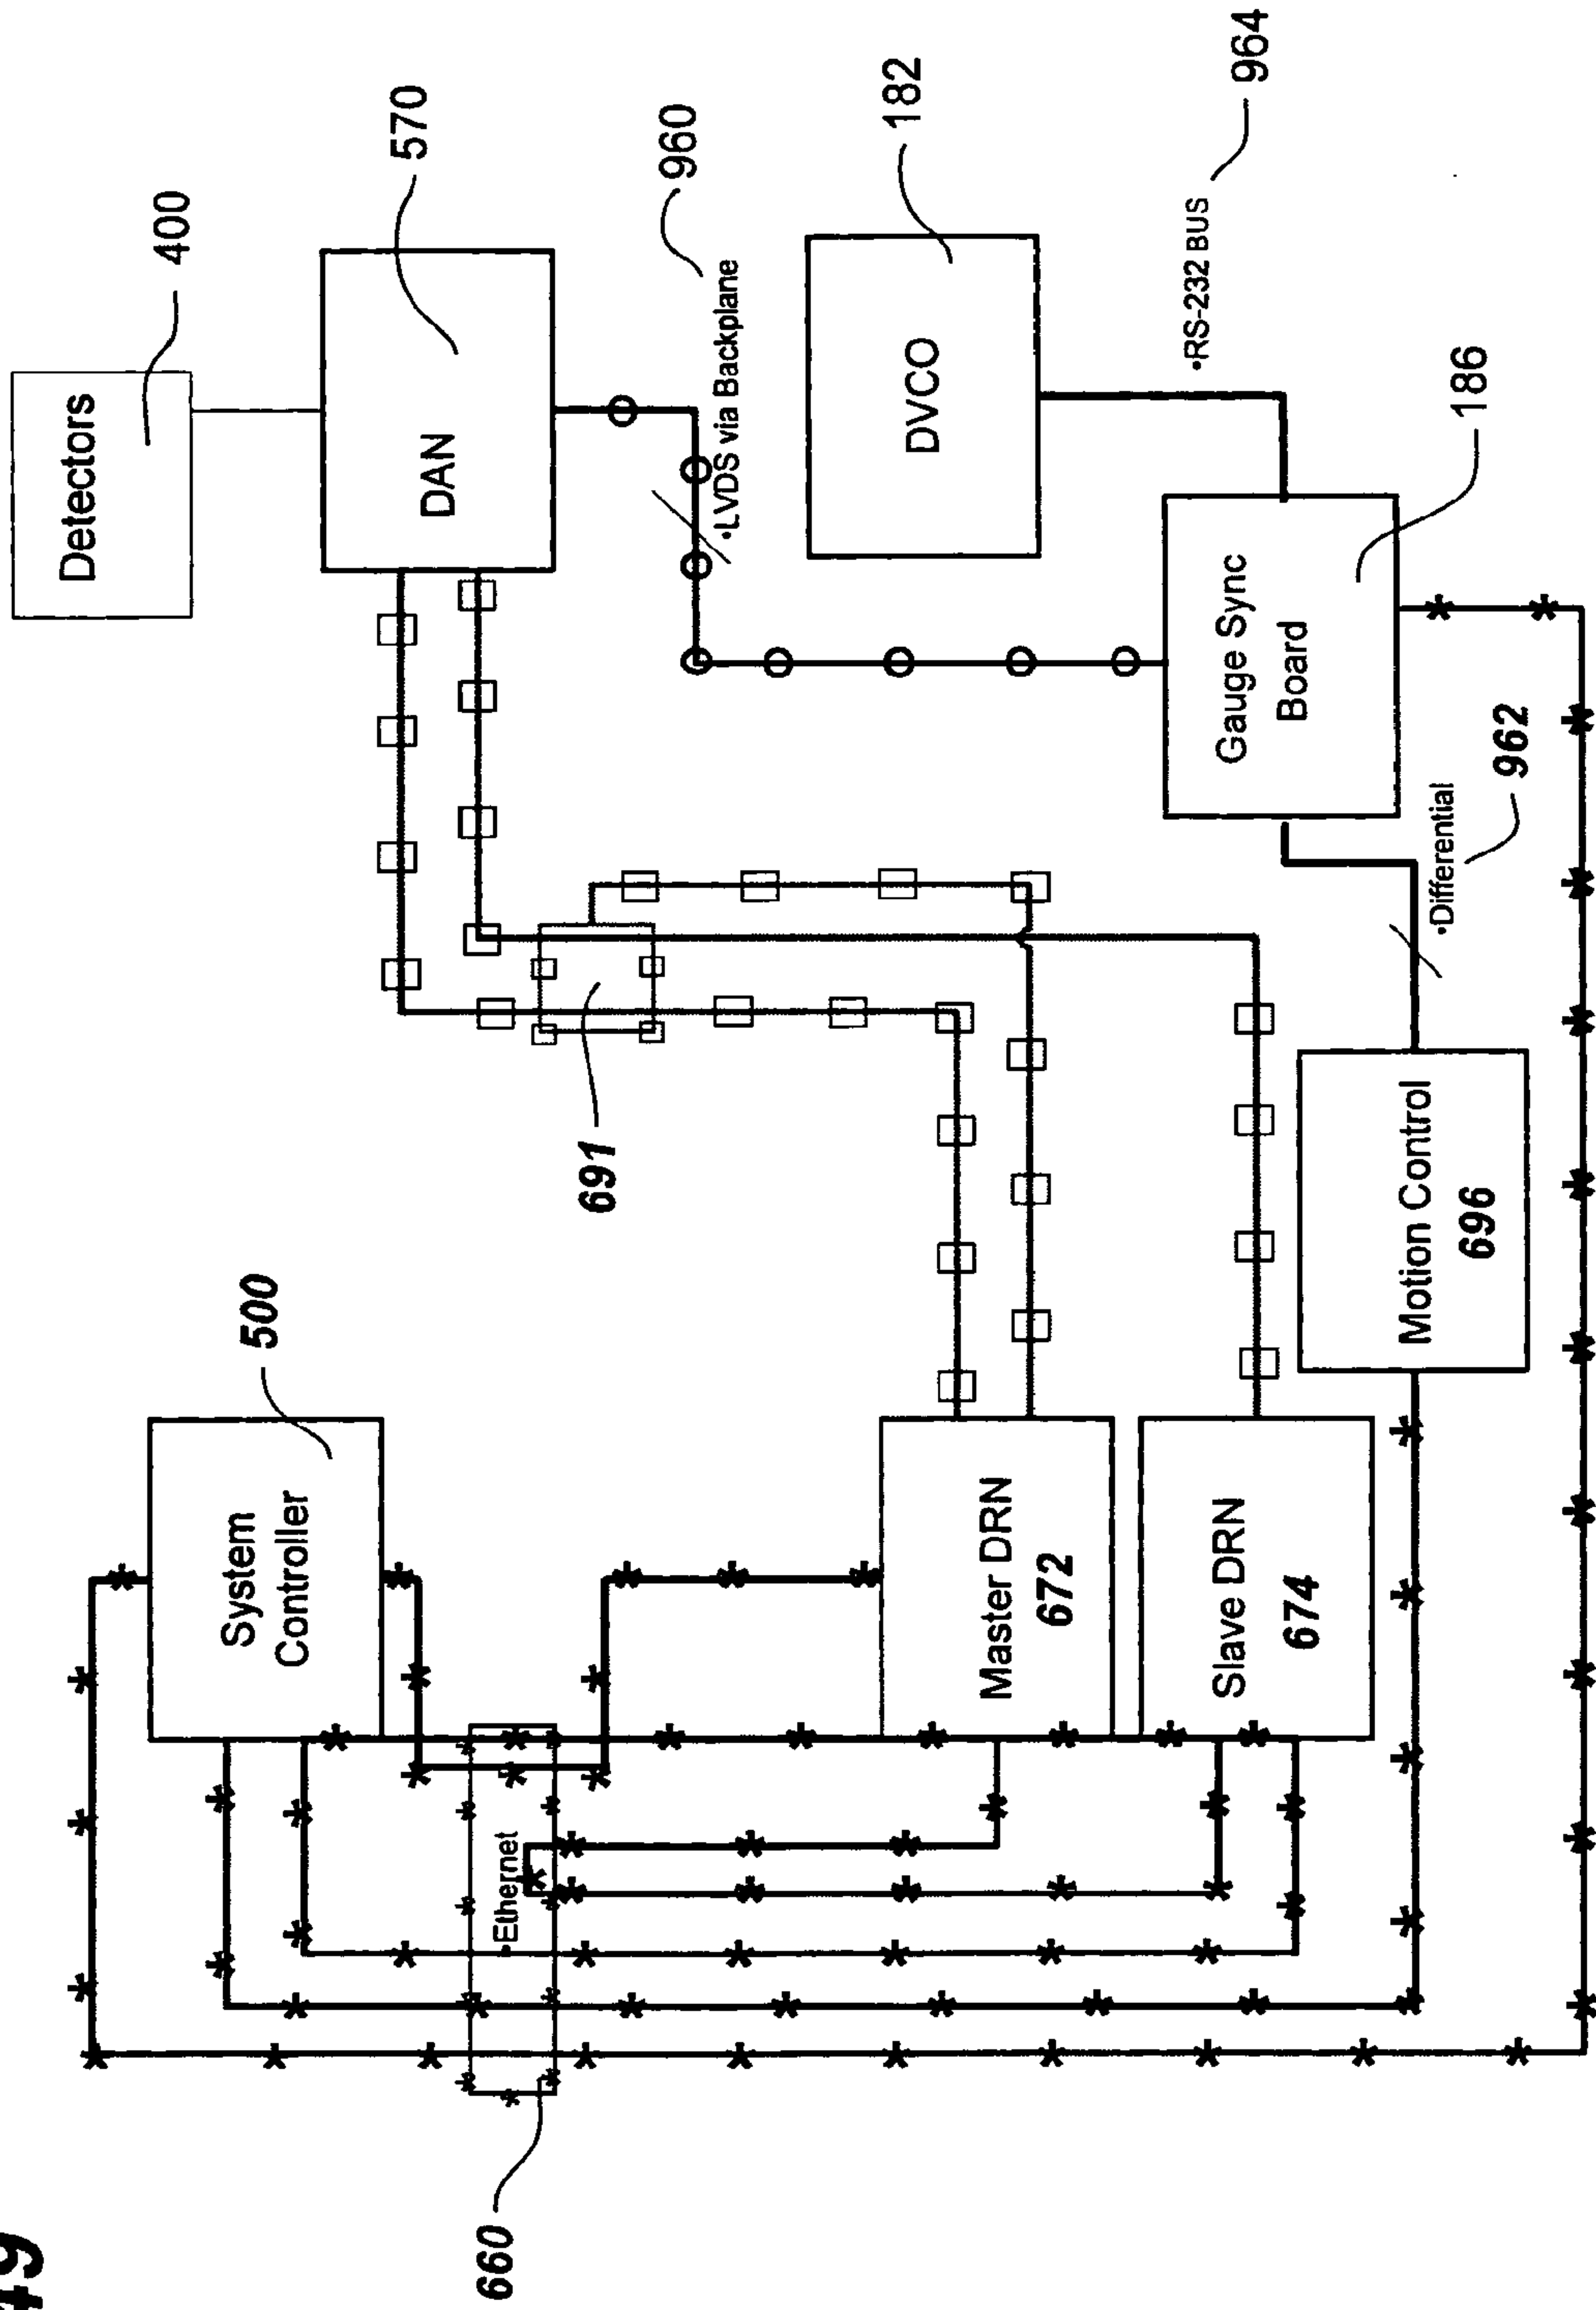 49
Detectors
400
System
Controller
500
DAN
570
660
•Ethernet
691
960
•LVDS via Backplane
DVCO
182
Master DRN
672
•RS-232 BUS
964
Slave DRN
674
Gauge Sync
Board
186
Motion Control
696
•Differential
962